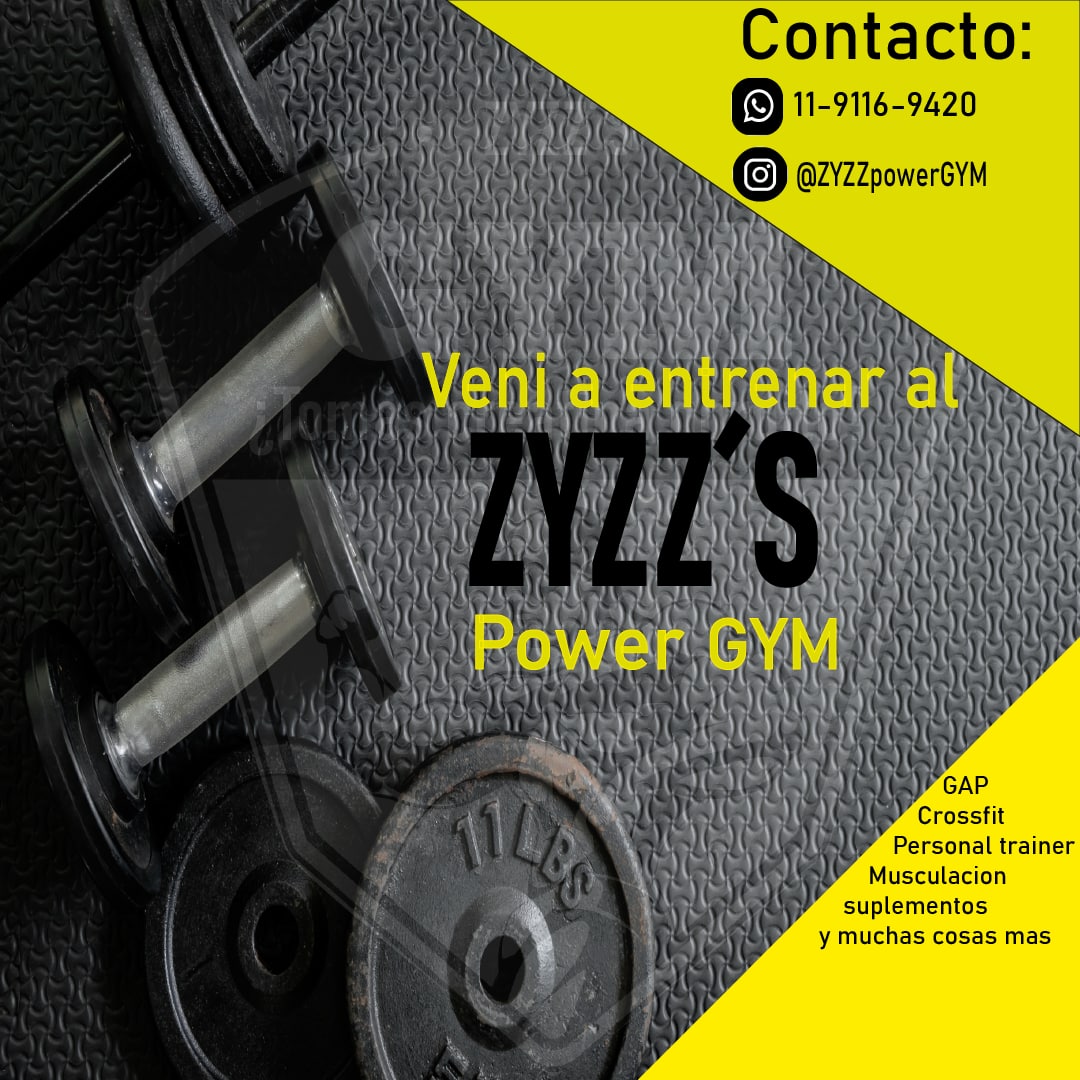 Contacto:
11-9116-9420
@ZYZZpowerGYM
Veni a entrenar al
ZYZZ´S
Power GYM
GAP
Crossfit
Personal trainer
Musculacion
suplementos
y muchas cosas mas
11 LBS